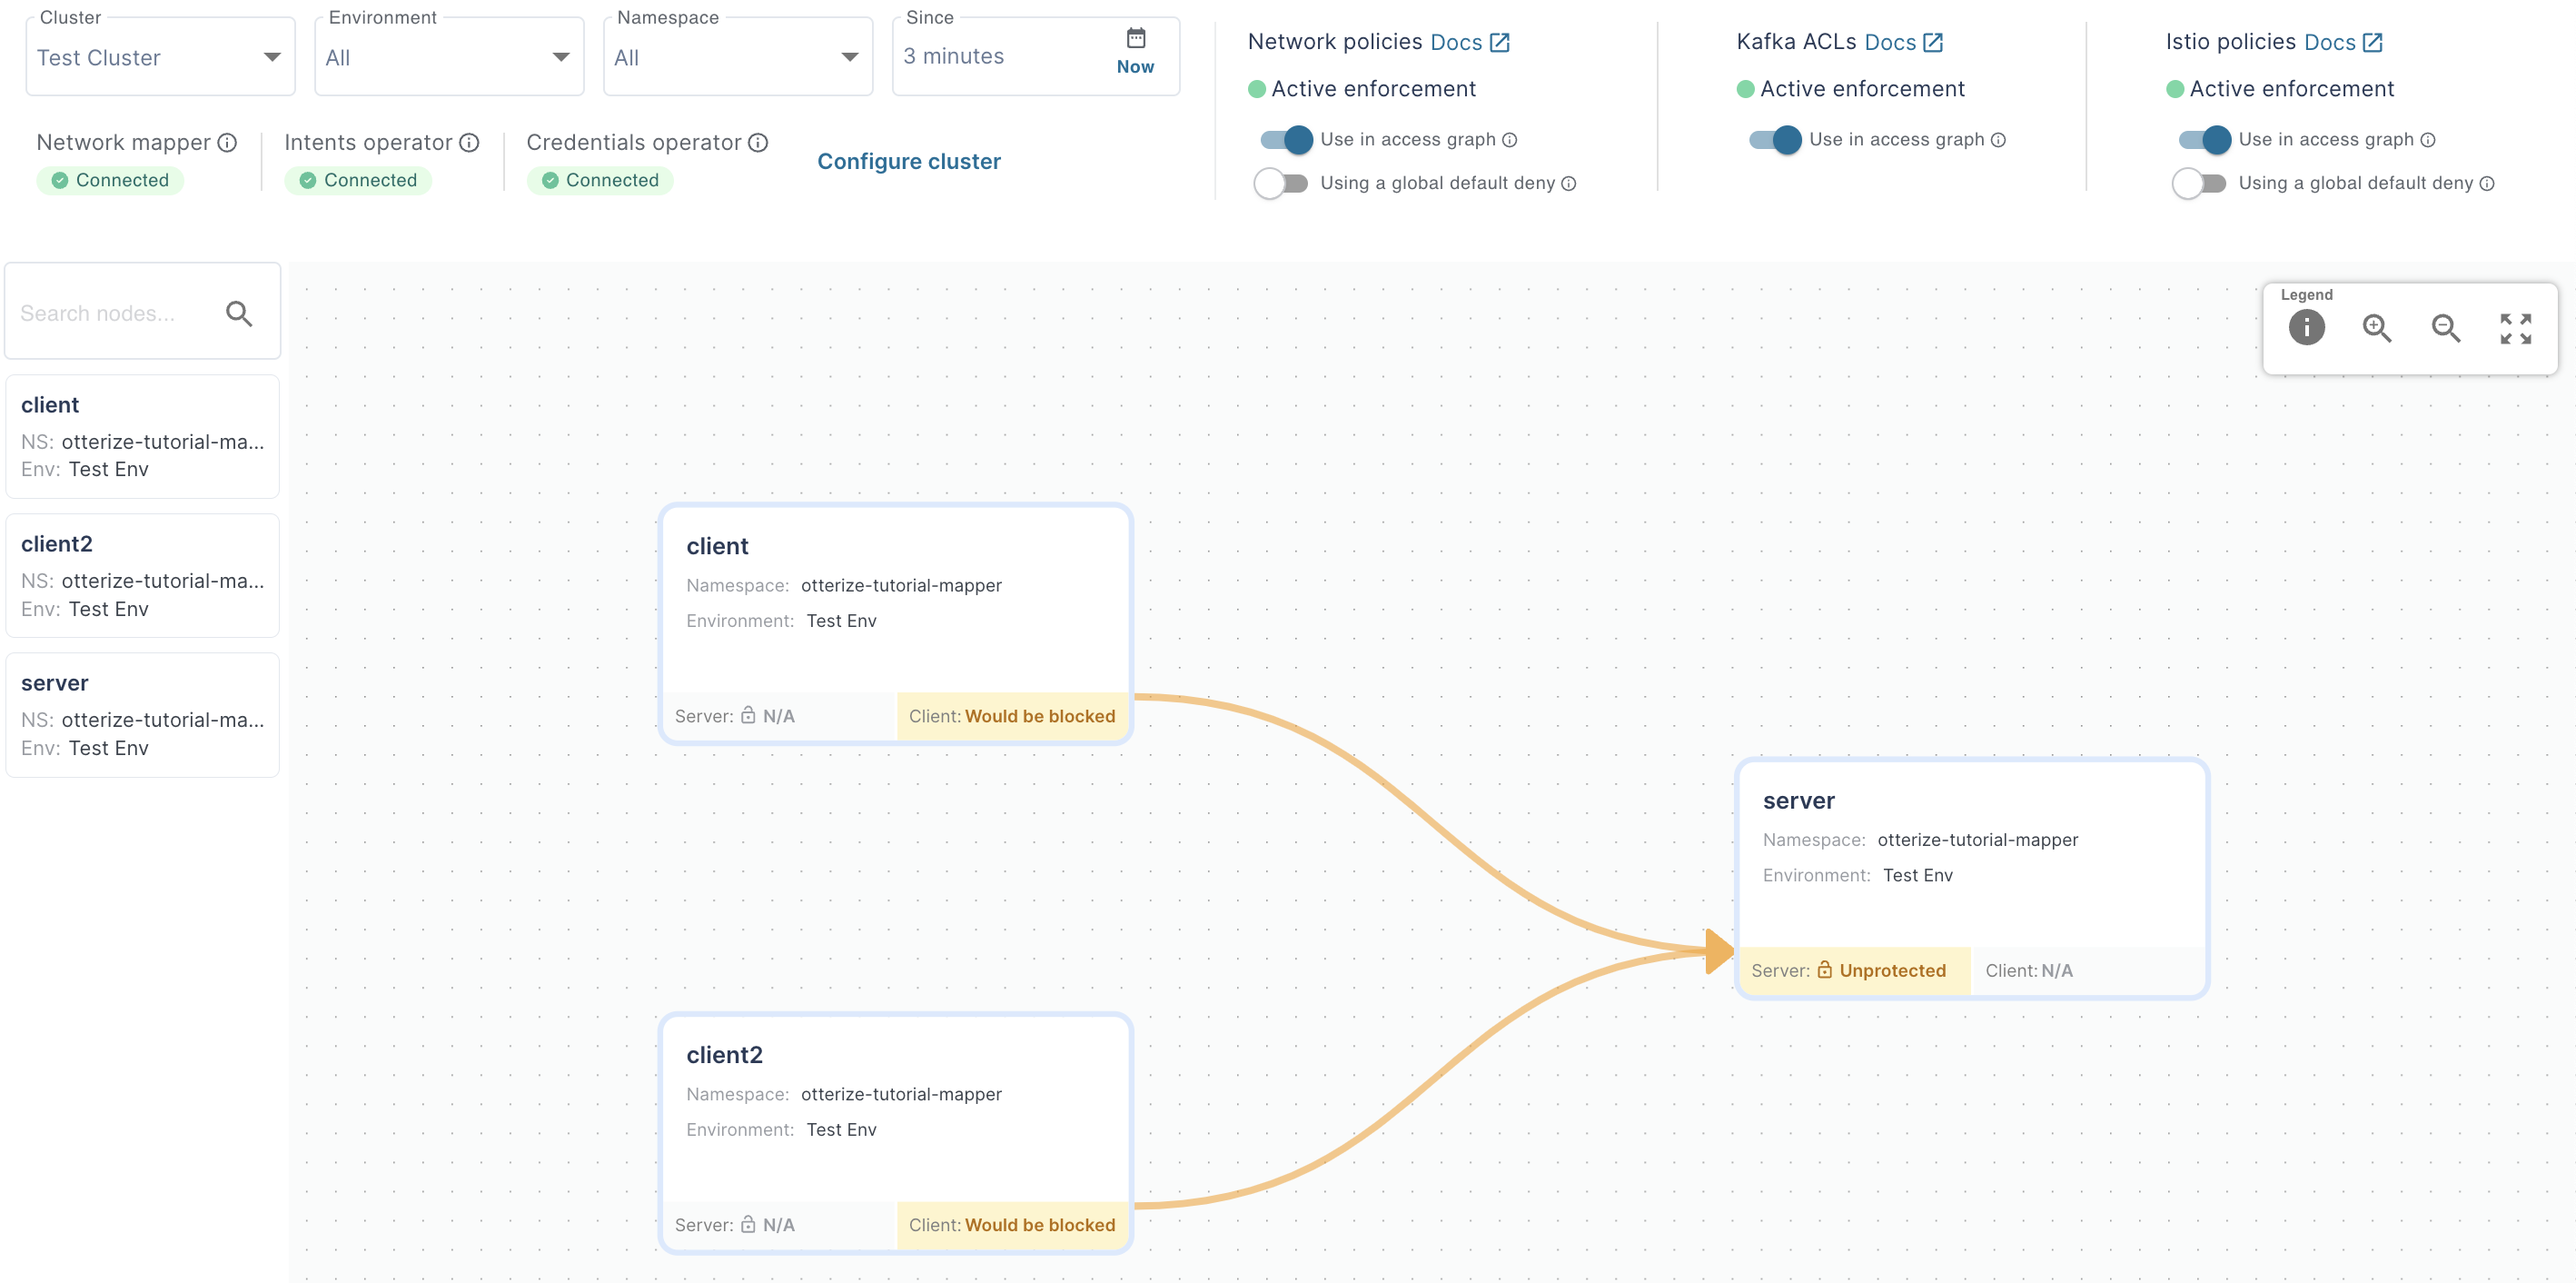 Cluster
Test Cluster
Environment
All
Namespace
All
Since
3 minutes
Now
Network mapper
Connected
Intents operator
Connected
Credentials operator
Connected
Configure cluster
Network policies Docs
Active enforcement
Use in access graph
Using a global default deny
Kafka ACLs Docs
Active enforcement
Use in access graph
Istio policies Docs
Active enforcement
Use in access graph
Using a global default deny
Search nodes...
client
NS: otterize-tutorial-ma...
Env: Test Env
client2
NS: otterize-tutorial-ma...
Env: Test Env
server
NS: otterize-tutorial-ma...
Env: Test Env
Legend
client
Namespace: otterize-tutorial-mapper
Environment: Test Env
Server: N/A
Client: Would be blocked
server
Namespace: otterize-tutorial-mapper
Environment: Test Env
Server: Unprotected
Client: N/A
client2
Namespace: otterize-tutorial-mapper
Environment: Test Env
Server: N/A
Client: Would be blocked